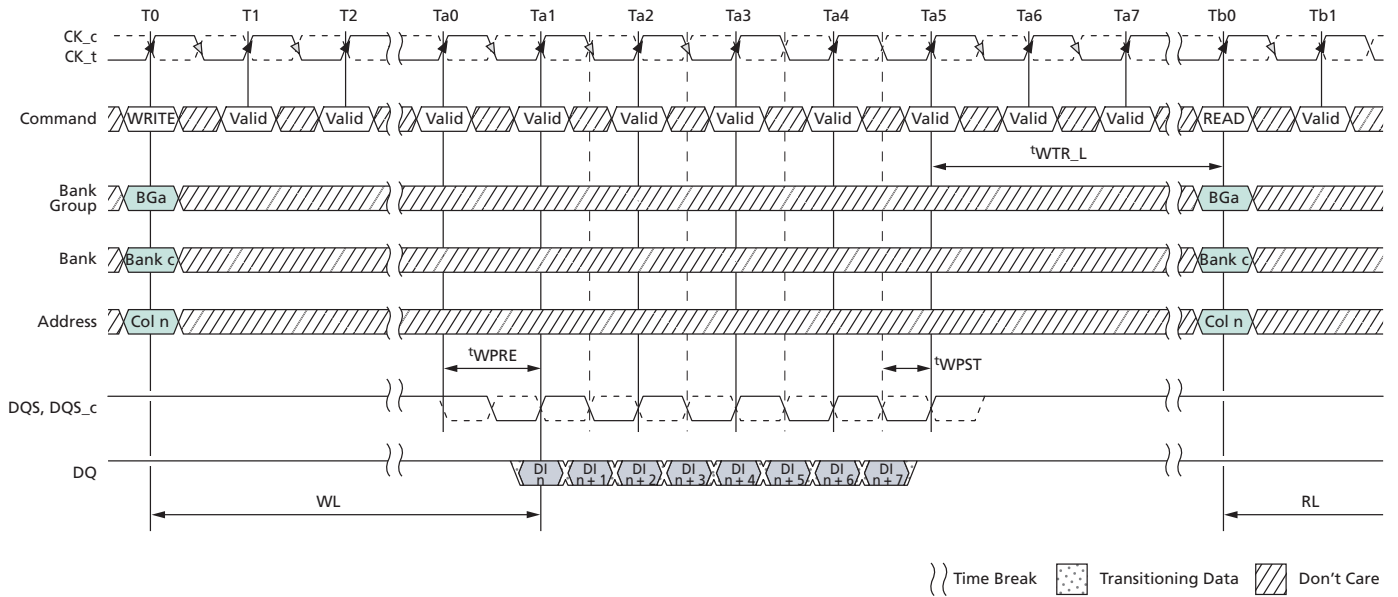 T0 T1 T2 Ta0 Ta1 Ta2 Ta3 Ta4 Ta5 Ta6 Ta7 Tb0 Tb1
CK_c
CK_t
Command WRITE Valid Valid Valid Valid Valid Valid Valid Valid Valid Valid READ Valid
tWTR_L
Bank
Group BGa BGa
Bank Bank c Bank c
Address Col n Col n
tWPRE tWPST
DQS, DQS_c
DQ DI n DI n + 1 DI n + 2 DI n + 3 DI n + 4 DI n + 5 DI n + 6 DI n + 7
WL RL
Time Break Transitioning Data Don't Care